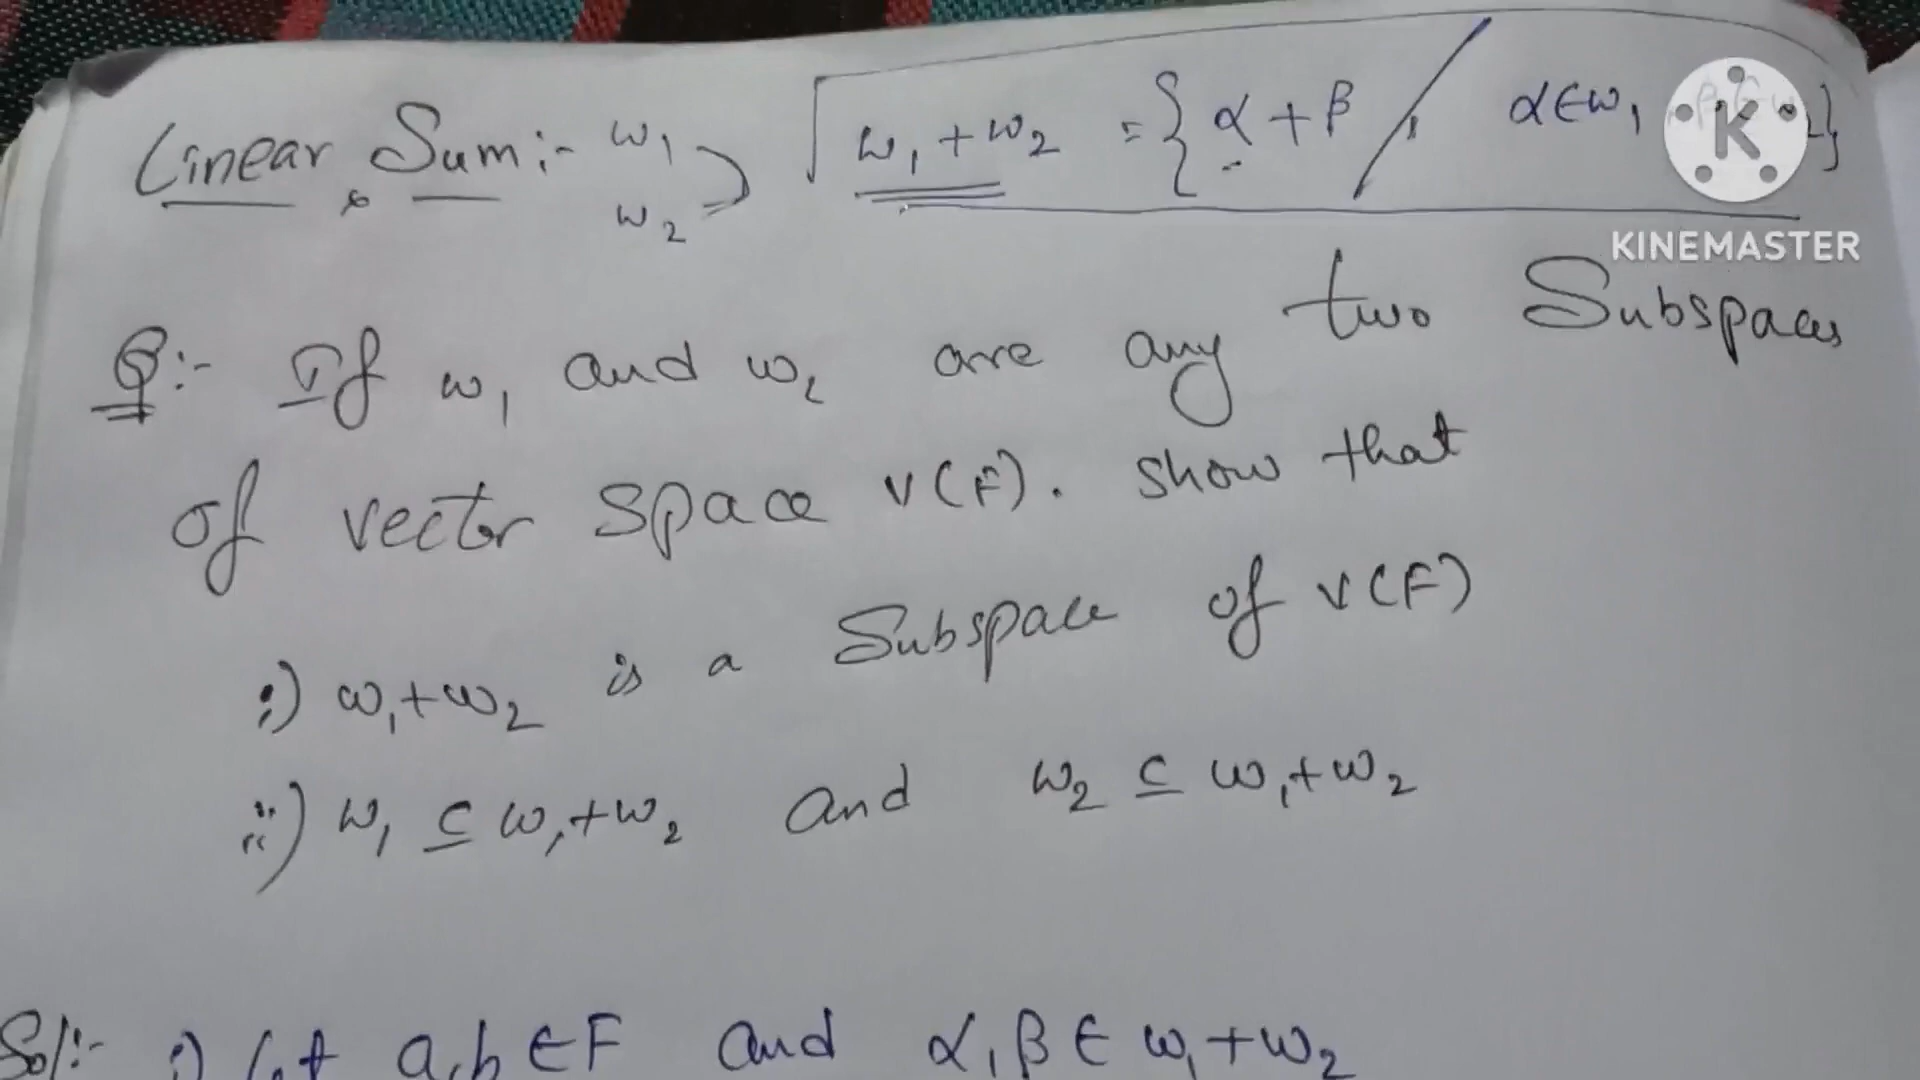 Linear Sum :- w₁ w₂ w₁+w₂ = {α+β / α∈w₁ }
KINEMASTER
Q:- If w₁ and w₂ are any two Subspaces
of vector space V(F). show that
i) w₁+w₂ is a Subspace of V(F)
ii) w₁ ⊆ w₁+w₂ and w₂ ⊆ w₁+w₂
Sol:- i) Let a,b ∈ F and α,β ∈ w₁+w₂